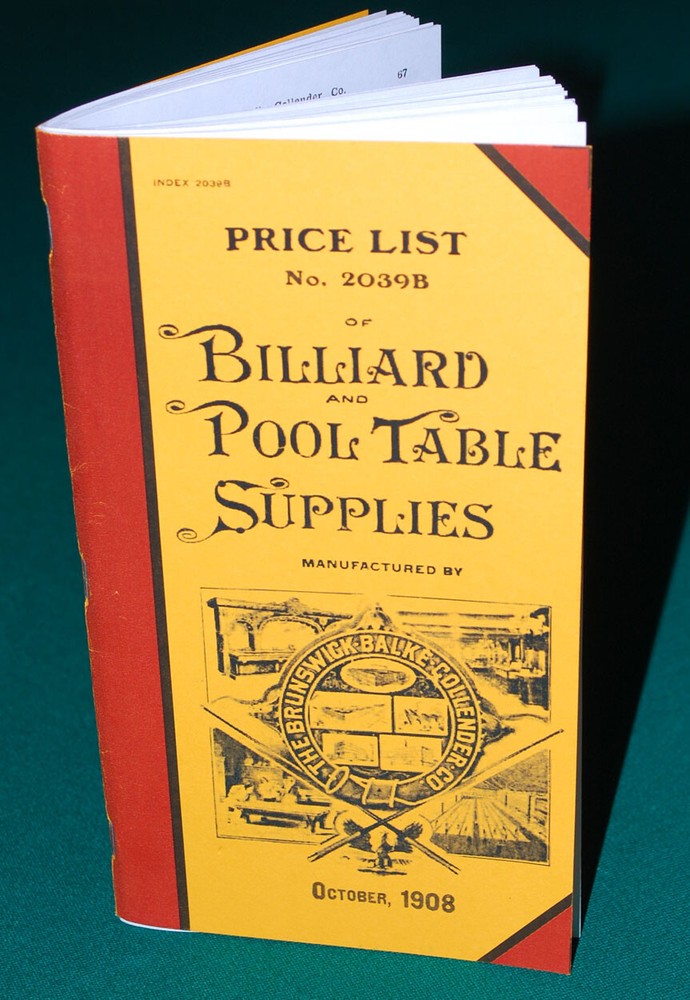 67
Collender Co.
INDEX 2039B
PRICE LIST
No. 2039B
OF
BILLIARD
AND
POOL TABLE
SUPPLIES
MANUFACTURED BY
THE BRUNSWICK-BALKE-COLLENDER-CO
OCTOBER, 1908